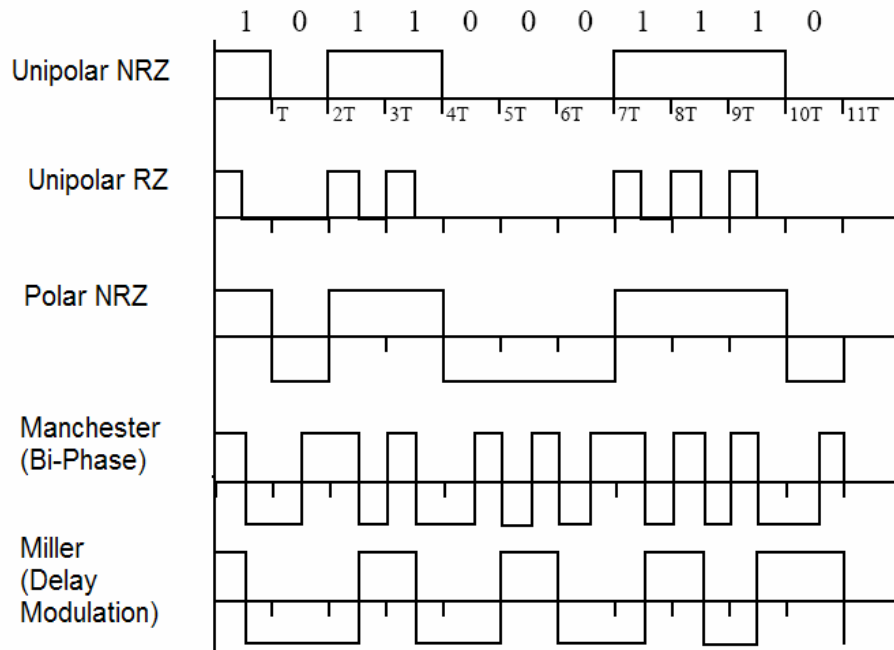 1 0 1 1 0 0 0 1 1 1 0
Unipolar NRZ
T 2T 3T 4T 5T 6T 7T 8T 9T 10T 11T
Unipolar RZ
Polar NRZ
Manchester
(Bi-Phase)
Miller
(Delay
Modulation)